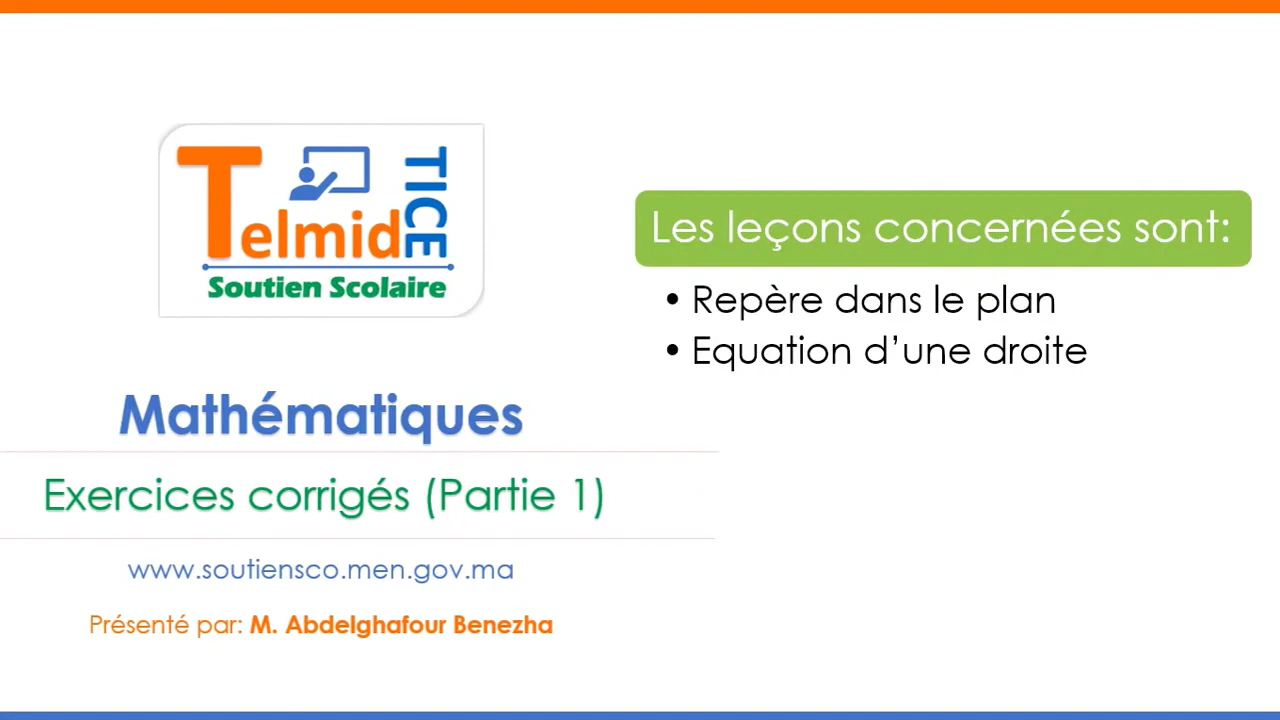 Telmid TICE
Soutien Scolaire
Mathématiques
Exercices corrigés (Partie 1)
www.soutiensco.men.gov.ma
Présenté par: M. Abdelghafour Benezha
Les leçons concernées sont:
• Repère dans le plan
• Equation d’une droite